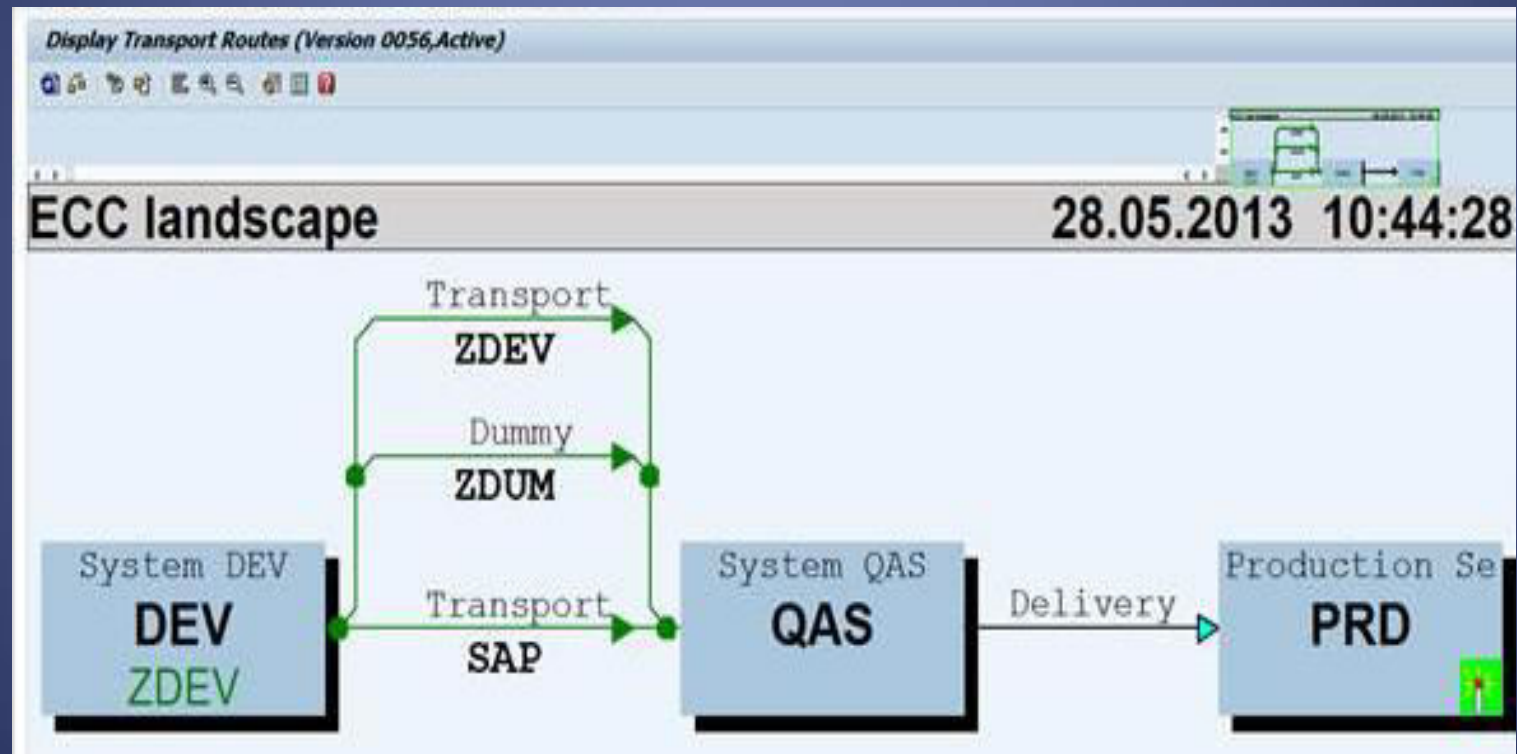 Display Transport Routes (Version 0056,Active)
ECC landscape 28.05.2013 10:44:28
Transport
ZDEV
Dummy
ZDUM
System DEV
DEV
ZDEV
Transport
SAP
System QAS
QAS
Delivery
Production Se
PRD